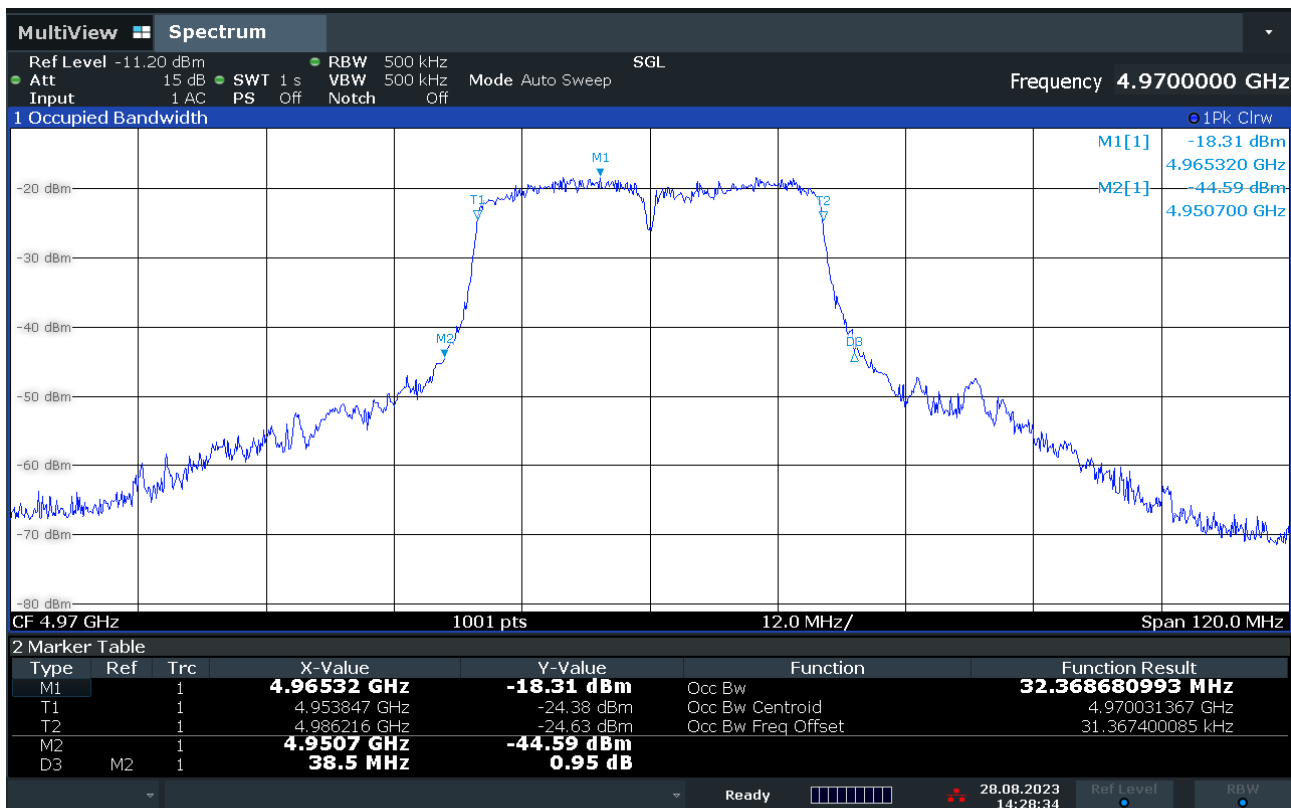 MultiView Spectrum
Ref Level -11.20 dBm RBW 500 kHz SGL
Att 15 dB SWT 1 s VBW 500 kHz Mode Auto Sweep
Input 1 AC PS Off Notch Off
Frequency 4.9700000 GHz
1 Occupied Bandwidth 1Pk Clrw
M1[1] -18.31 dBm
4.965320 GHz
M2[1] -44.59 dBm
4.950700 GHz
M1
-20 dBm
T1 T2
-30 dBm
-40 dBm
M2 D3
-50 dBm
-60 dBm
-70 dBm
-80 dBm
CF 4.97 GHz 1001 pts 12.0 MHz/ Span 120.0 MHz
2 Marker Table
Type Ref Trc X-Value Y-Value Function Function Result
M1 1 4.96532 GHz -18.31 dBm Occ Bw 32.368680993 MHz
T1 1 4.953847 GHz -24.38 dBm Occ Bw Centroid 4.970031367 GHz
T2 1 4.986216 GHz -24.63 dBm Occ Bw Freq Offset 31.367400085 kHz
M2 1 4.9507 GHz -44.59 dBm
D3 M2 1 38.5 MHz 0.95 dB
Ready 28.08.2023 Ref Level RBW
14:28:34